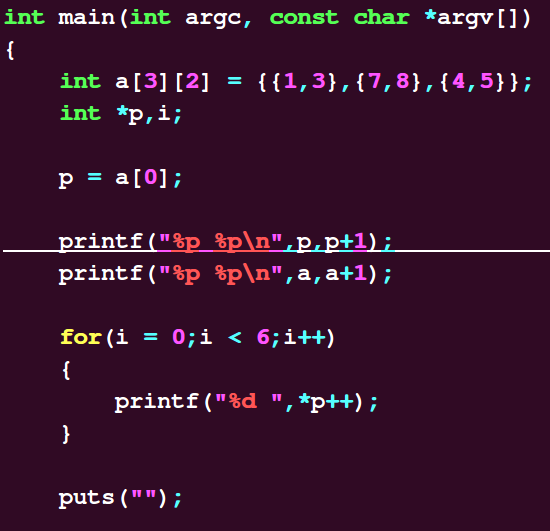 int main(int argc, const char *argv[])
{
    int a[3][2] = {{1,3},{7,8},{4,5}};
    int *p,i;

    p = a[0];

    printf("%p %p\n",p,p+1);
    printf("%p %p\n",a,a+1);

    for(i = 0;i < 6;i++)
    {
        printf("%d ",*p++);
    }

    puts("");